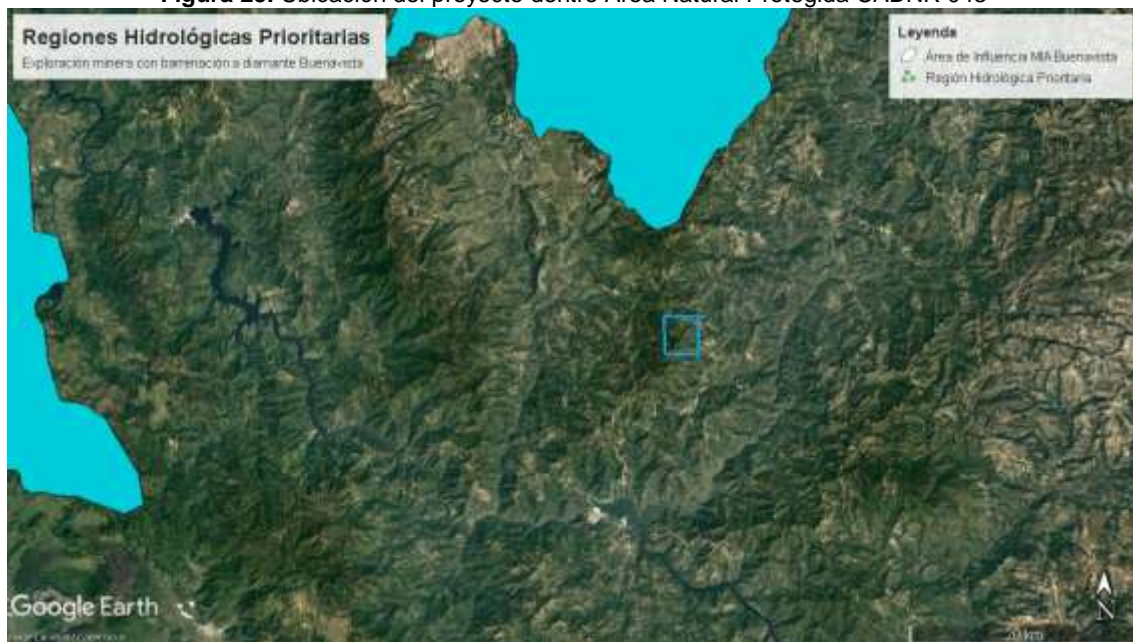 Figura 23. Ubicación del proyecto dentro Área Natural Protegida CADNR 043
Regiones Hidrológicas Prioritarias
Exploración minera con barrenación a diamante Buenavista
Leyenda
Área de Influencia MIA Buenavista
Región Hidrológica Prioritaria
Google Earth
N